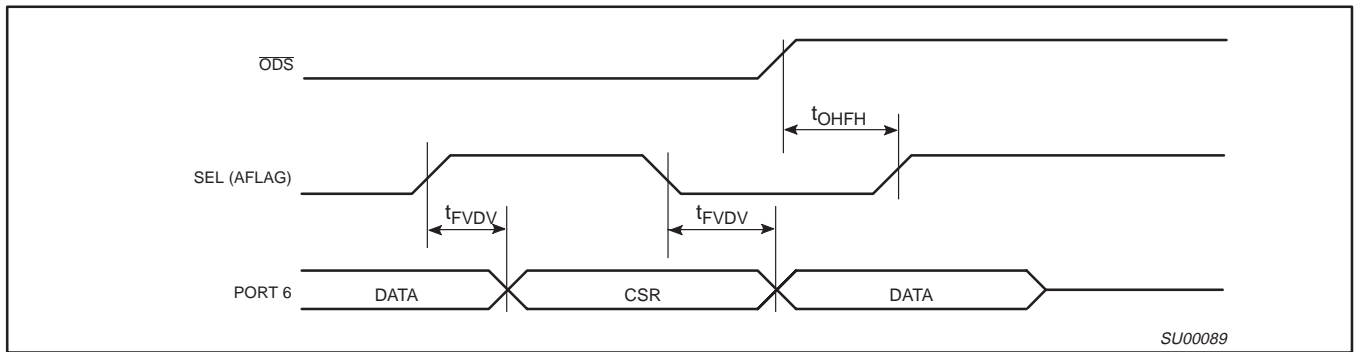 ODS
tOHFH
SEL (AFLAG)
tFVDV tFVDV
PORT 6 DATA CSR DATA
SU00089